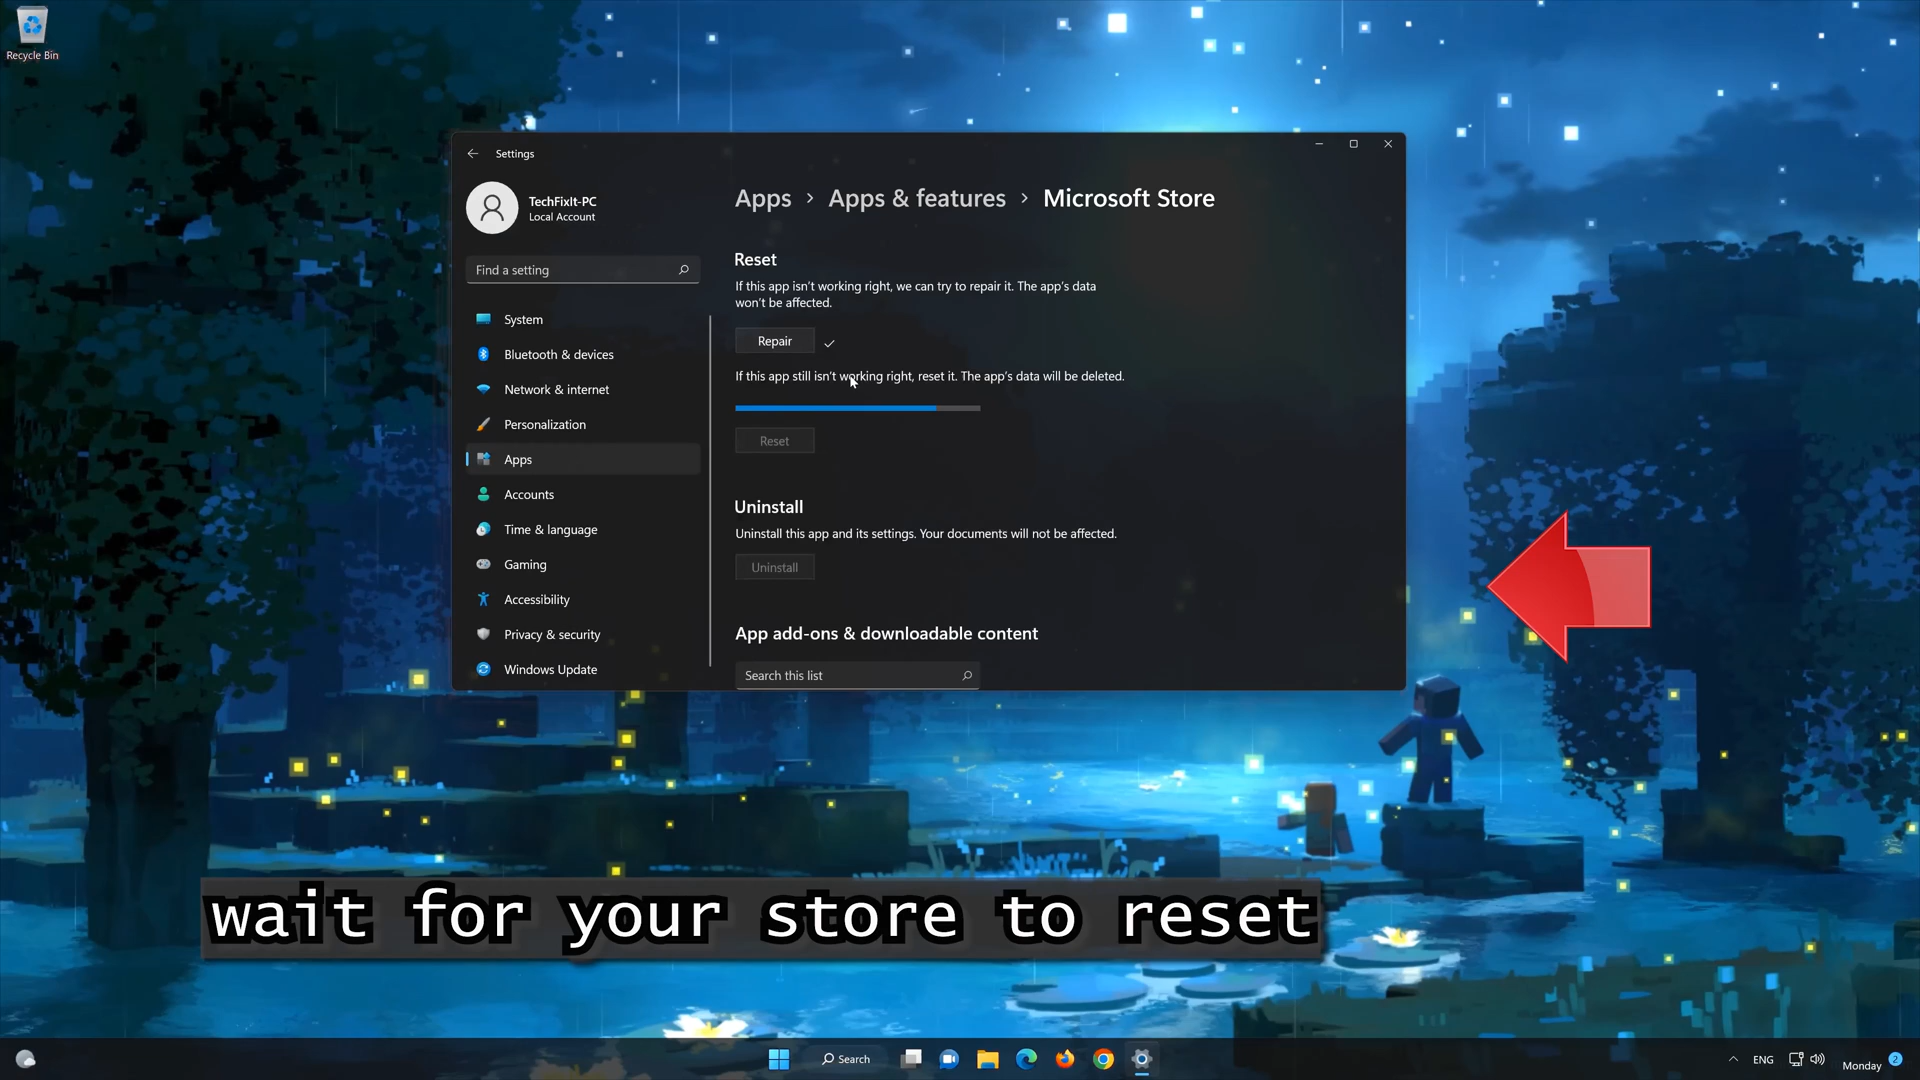 Recycle Bin
Settings
TechFixIt-PC
Local Account
Find a setting
System
Bluetooth & devices
Network & internet
Personalization
Apps
Accounts
Time & language
Gaming
Accessibility
Privacy & security
Windows Update
Apps > Apps & features > Microsoft Store
Reset
If this app isn't working right, we can try to repair it. The app's data
won't be affected.
Repair
If this app still isn't working right, reset it. The app's data will be deleted.
Reset
Uninstall
Uninstall this app and its settings. Your documents will not be affected.
Uninstall
App add-ons & downloadable content
Search this list
wait for your store to reset
Search
ENG
Monday
2